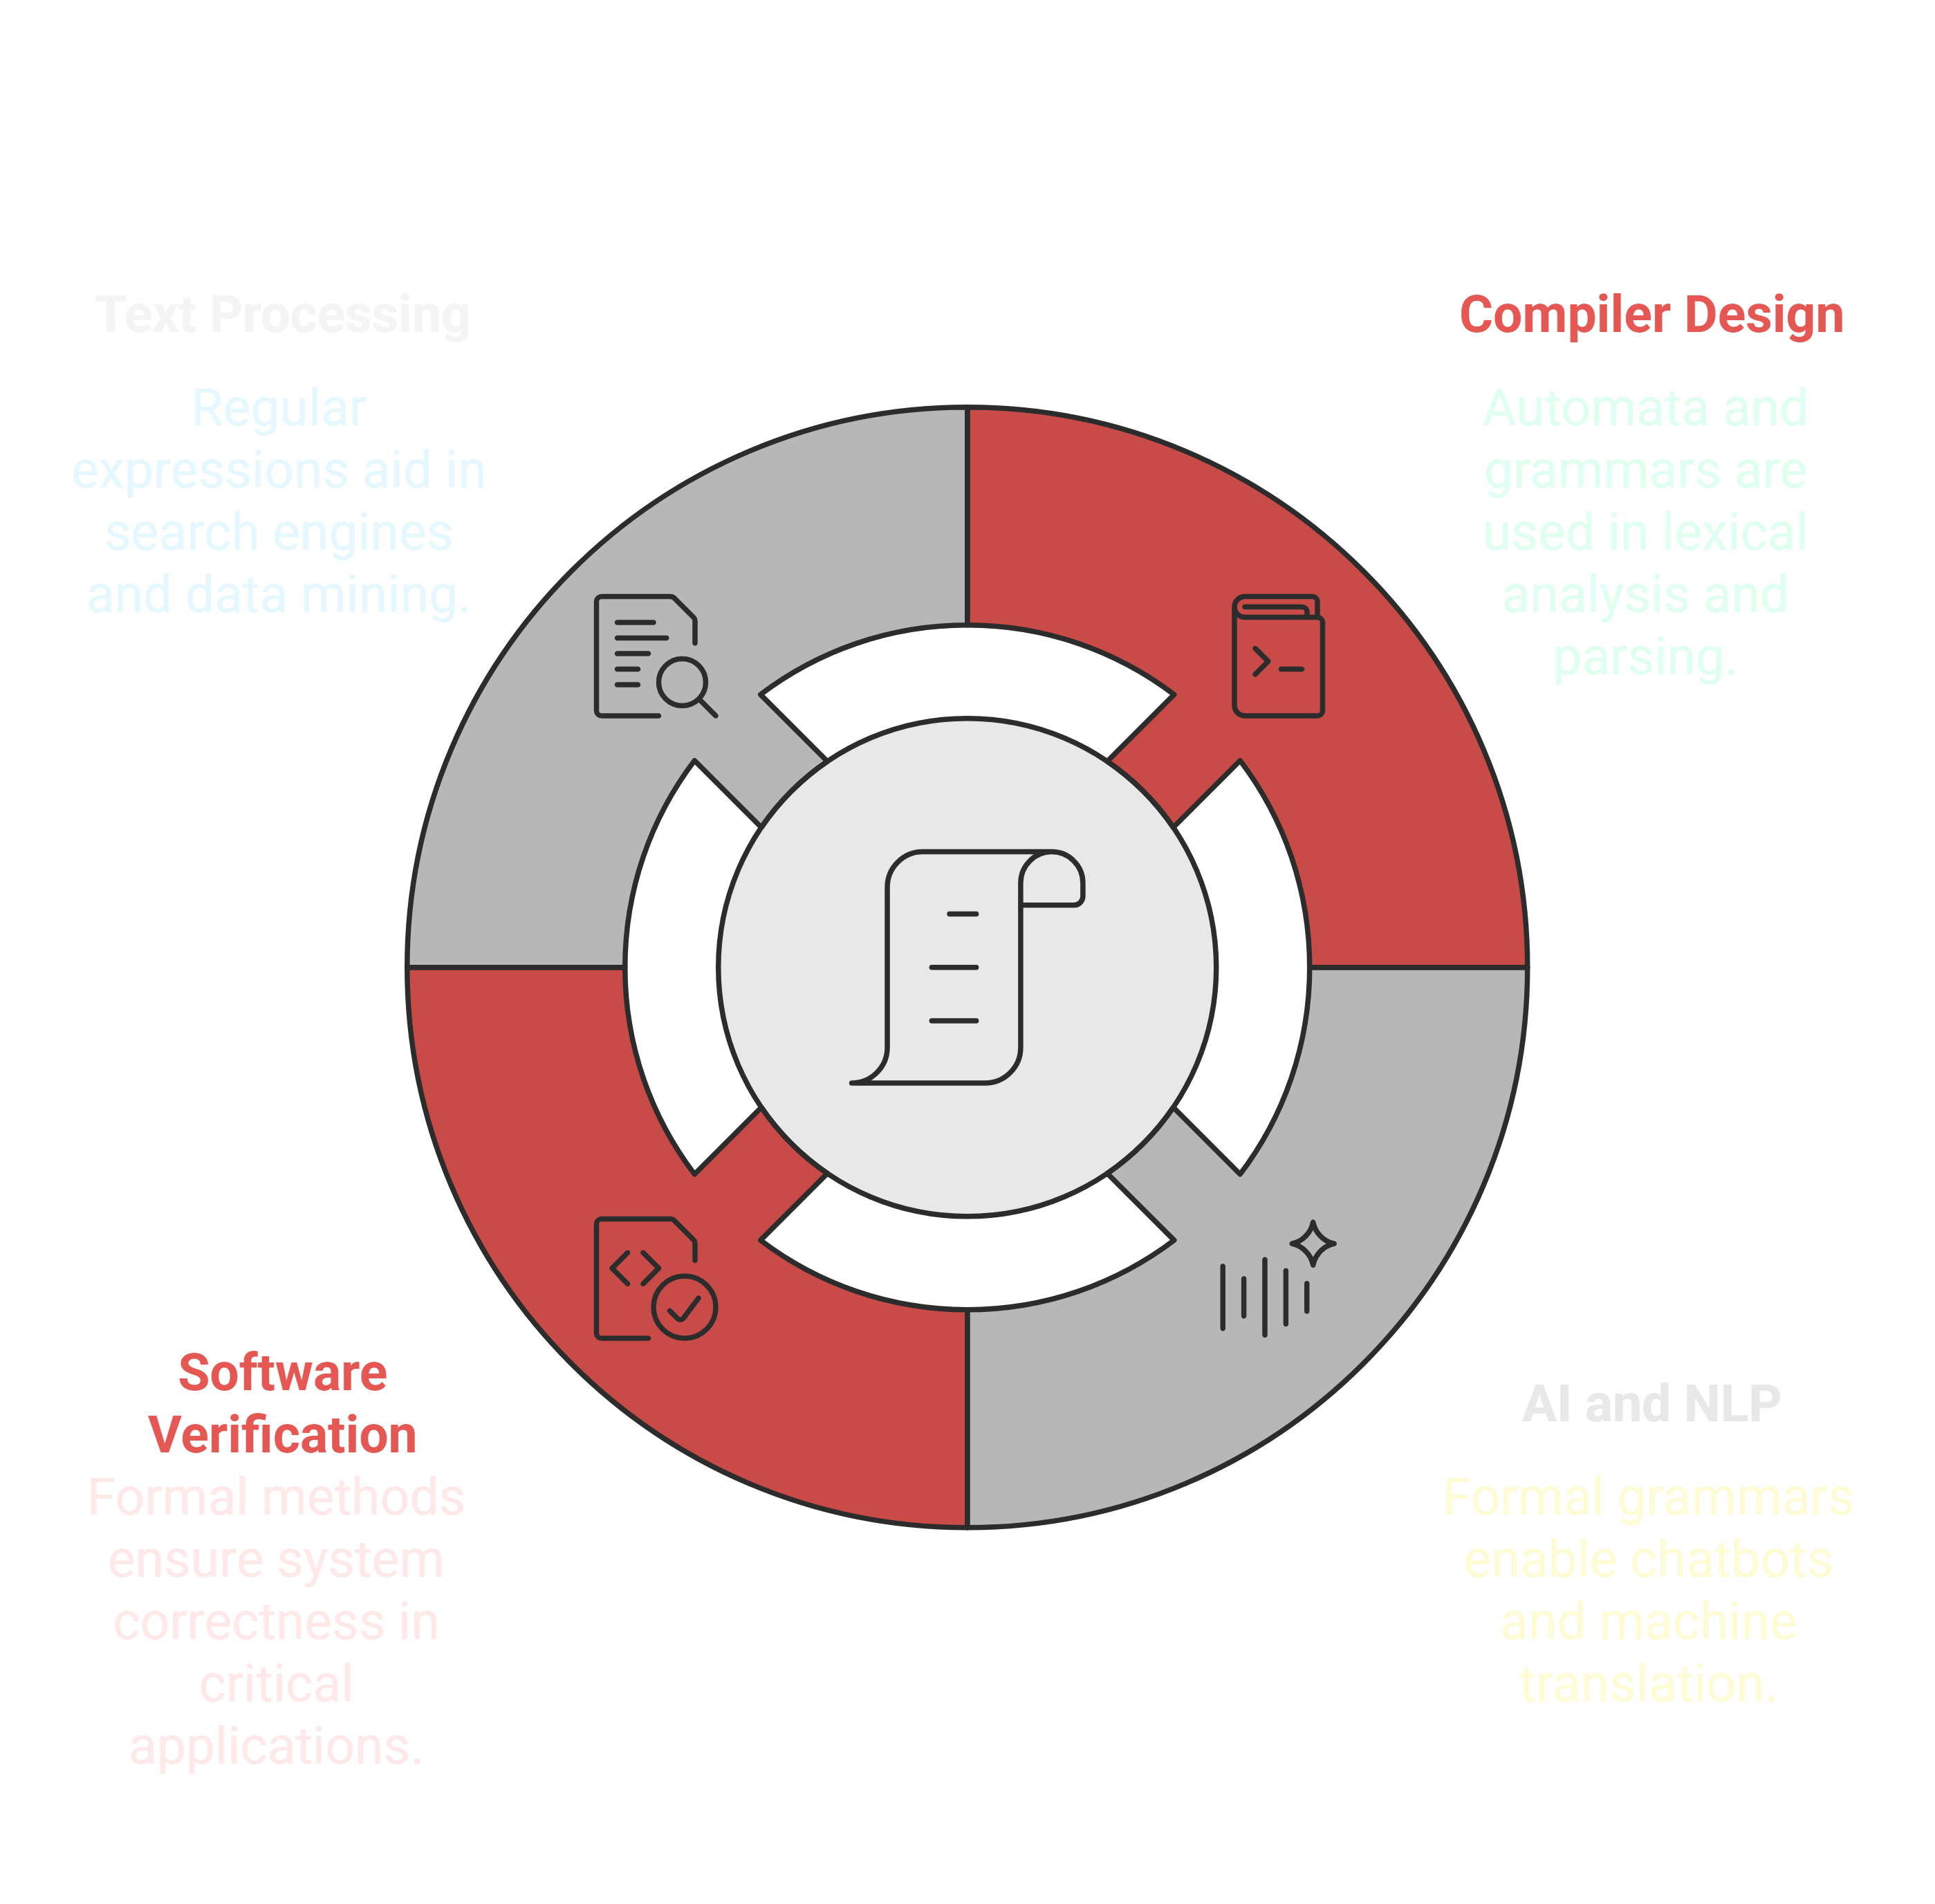 Text Processing
Regular
expressions aid in
search engines
and data mining.
Compiler Design
Automata and
grammars are
used in lexical
analysis and
parsing.
Software
Verification
Formal methods
ensure system
correctness in
critical
applications.
AI and NLP
Formal grammars
enable chatbots
and machine
translation.